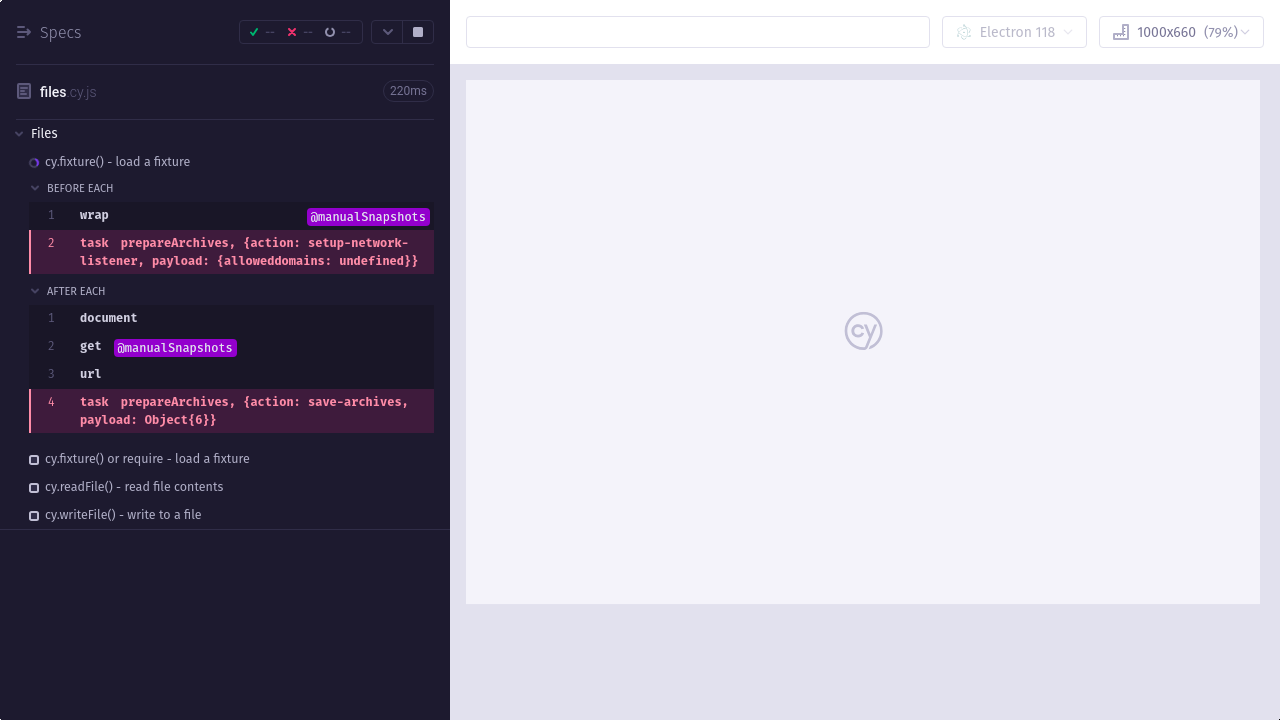 Specs
--
--
--
Electron 118
1000x660 (79%)
files.cy.js
220ms
Files
cy.fixture() - load a fixture
BEFORE EACH
1 wrap @manualSnapshots
2 task prepareArchives, {action: setup-network-
listener, payload: {alloweddomains: undefined}}
AFTER EACH
1 document
2 get @manualSnapshots
3 url
4 task prepareArchives, {action: save-archives,
payload: Object{6}}
cy.fixture() or require - load a fixture
cy.readFile() - read file contents
cy.writeFile() - write to a file
cy